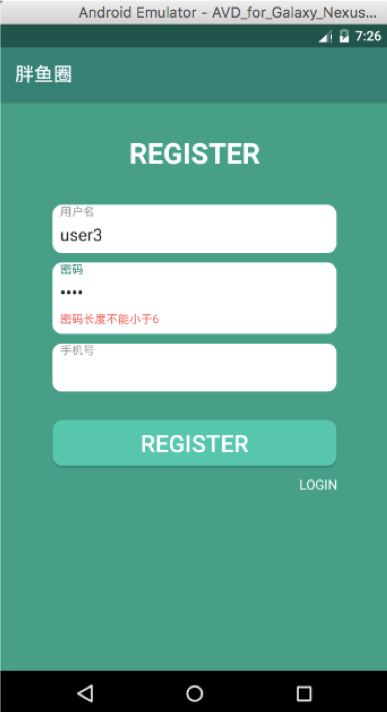 Android Emulator - AVD_for_Galaxy_Nexus...
7:26
胖鱼圈
REGISTER
用户名
user3
密码
••••
密码长度不能小于6
手机号
REGISTER
LOGIN